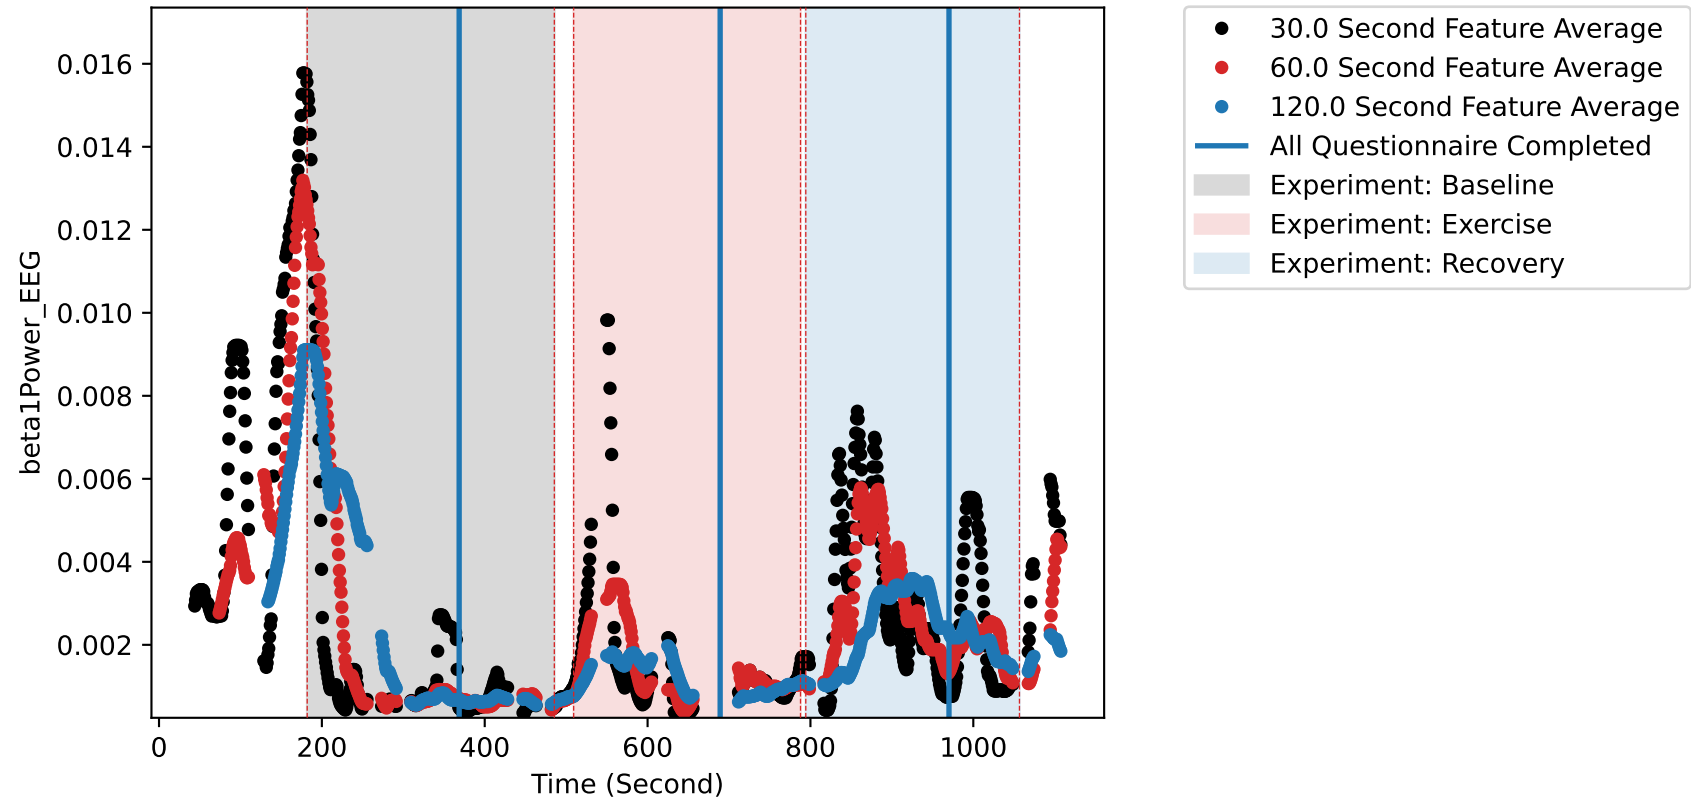 0.016
0.014
0.012
0.010
0.008
0.006
0.004
0.002
beta1Power_EEG
0 200 400 600 800 1000
Time (Second)
30.0 Second Feature Average
60.0 Second Feature Average
120.0 Second Feature Average
All Questionnaire Completed
Experiment: Baseline
Experiment: Exercise
Experiment: Recovery